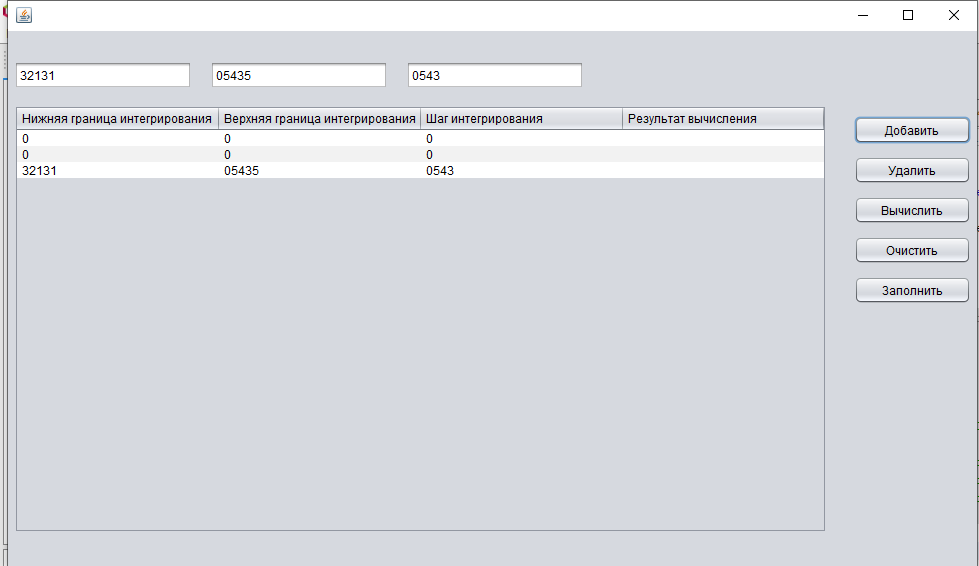 32131 05435 0543
Нижняя граница интегрирования Верхняя граница интегрирования Шаг интегрирования Результат вычисления
0 0 0
0 0 0
32131 05435 0543
Добавить
Удалить
Вычислить
Очистить
Заполнить